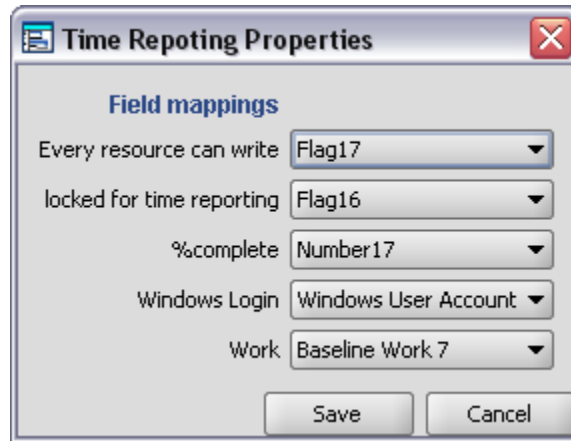 Time Repoting Properties
Field mappings
Every resource can write Flag17
locked for time reporting Flag16
%complete Number17
Windows Login Windows User Account
Work Baseline Work 7
Save Cancel